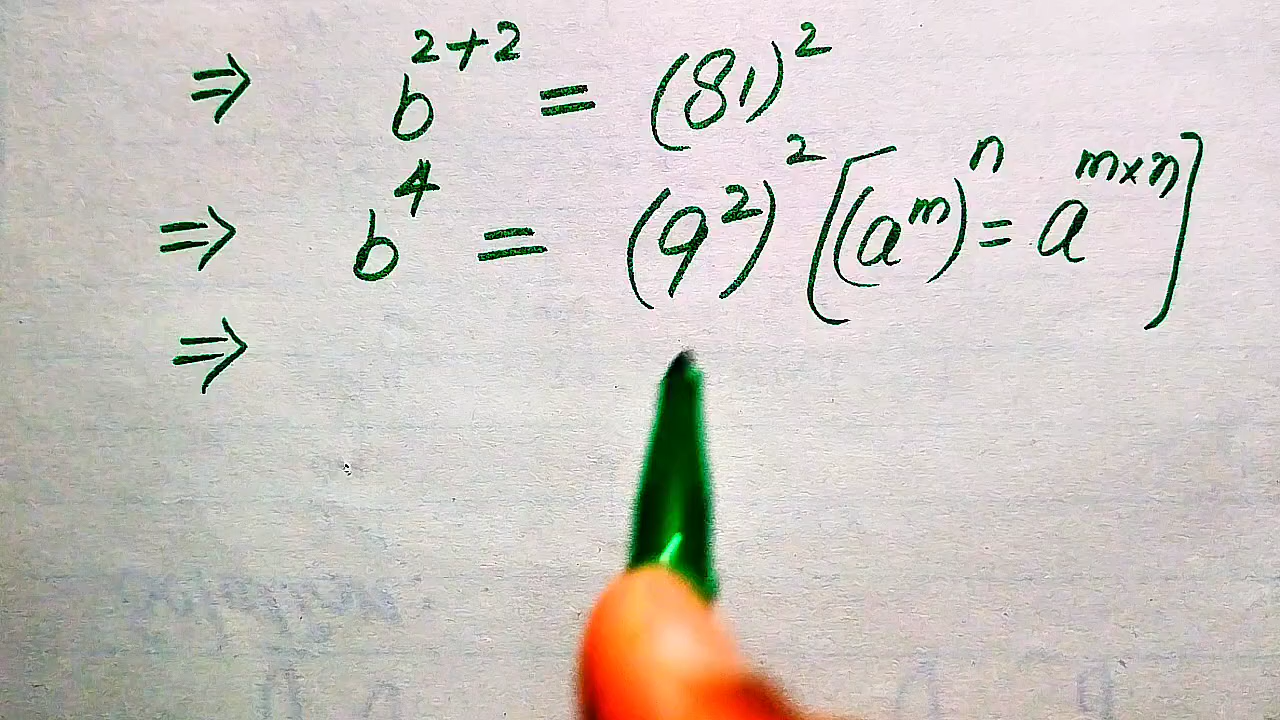 ⇒ b^{2+2} = (81)^2
⇒ b^4 = (9^2)^2 [(a^m)^n = a^{m×n}]
⇒